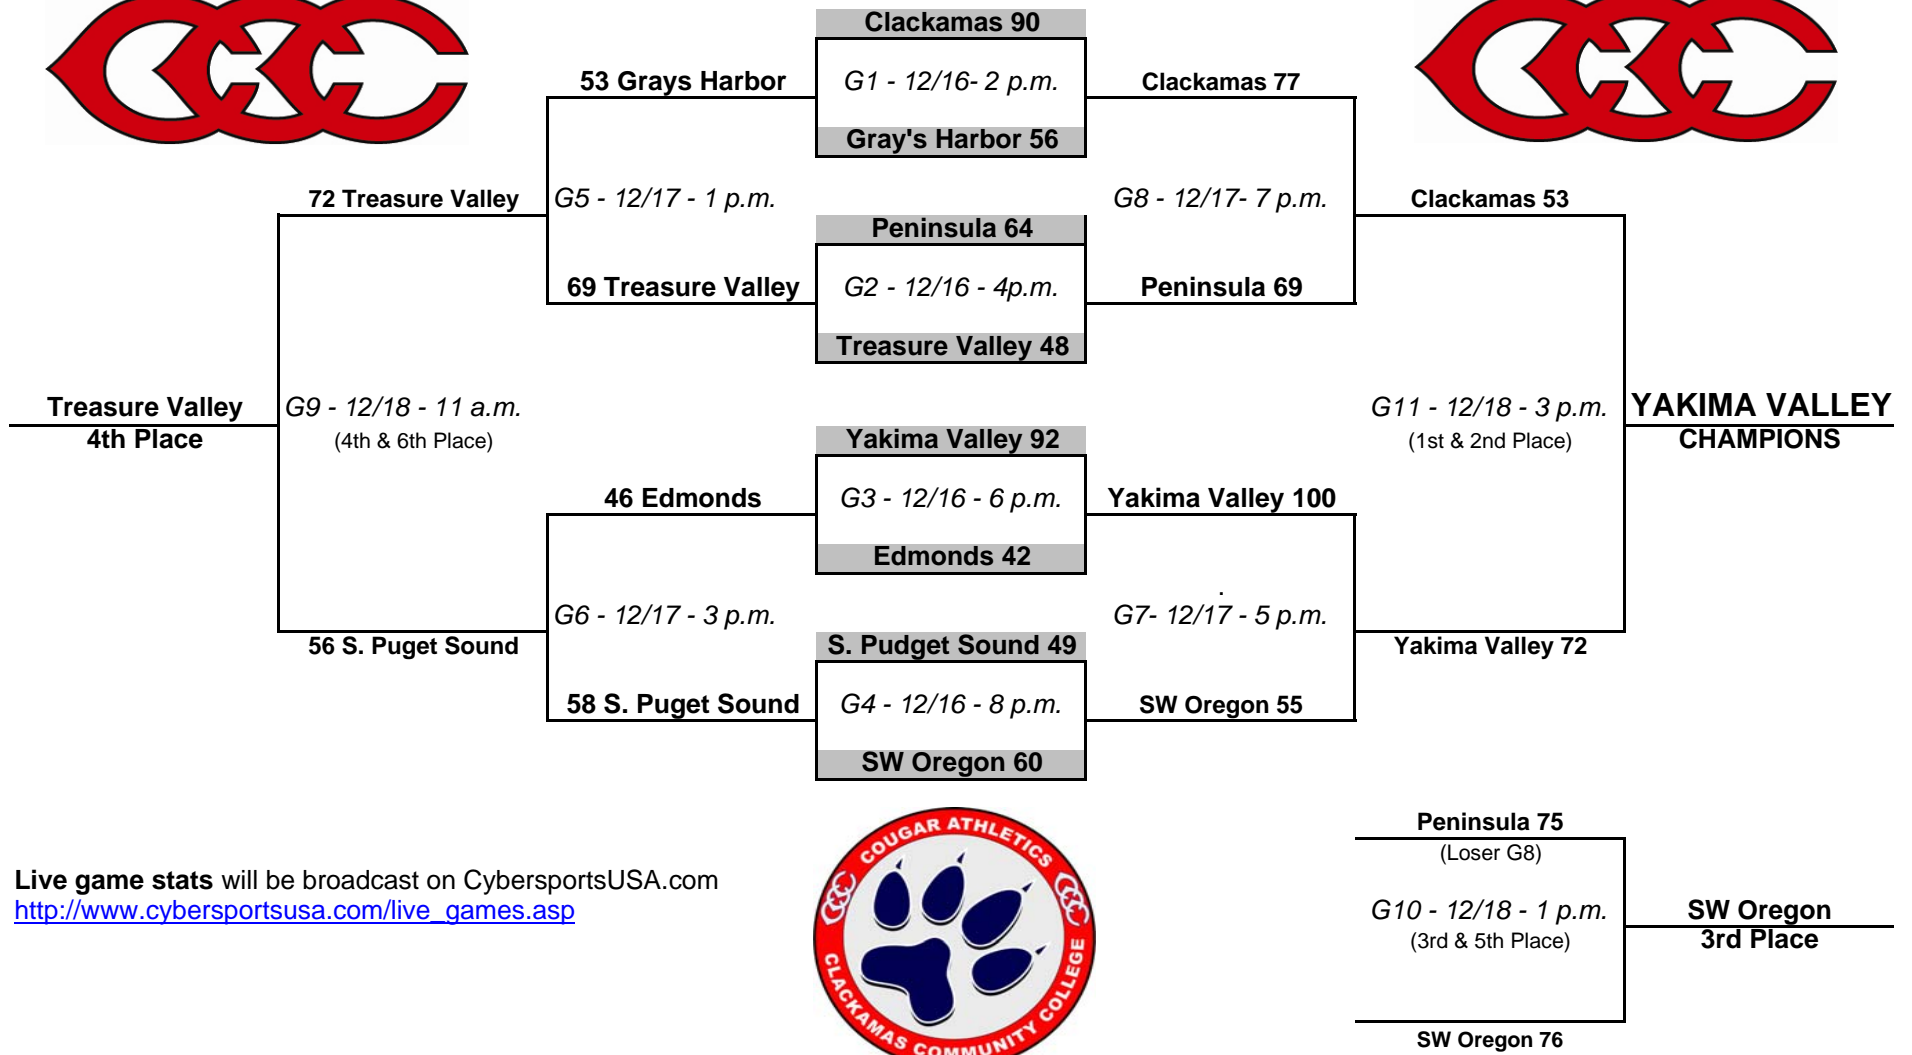 Clackamas 90
53 Grays Harbor
G1 - 12/16- 2 p.m.
Clackamas 77
Gray's Harbor 56
72 Treasure Valley
G5 - 12/17 - 1 p.m.
G8 - 12/17- 7 p.m.
Clackamas 53
Peninsula 64
69 Treasure Valley
G2 - 12/16 - 4p.m.
Peninsula 69
Treasure Valley 48
Treasure Valley
4th Place
G9 - 12/18 - 11 a.m.
(4th & 6th Place)
G11 - 12/18 - 3 p.m.
(1st & 2nd Place)
YAKIMA VALLEY
CHAMPIONS
Yakima Valley 92
46 Edmonds
G3 - 12/16 - 6 p.m.
Yakima Valley 100
Edmonds 42
.
G6 - 12/17 - 3 p.m.
G7- 12/17 - 5 p.m.
56 S. Puget Sound
S. Pudget Sound 49
Yakima Valley 72
58 S. Puget Sound
G4 - 12/16 - 8 p.m.
SW Oregon 55
SW Oregon 60
Peninsula 75
(Loser G8)
G10 - 12/18 - 1 p.m.
(3rd & 5th Place)
SW Oregon
3rd Place
SW Oregon 76
Live game stats will be broadcast on CybersportsUSA.com
http://www.cybersportsusa.com/live_games.asp
COUGAR ATHLETICS
CLACKAMAS COMMUNITY COLLEGE
CCC
CCC